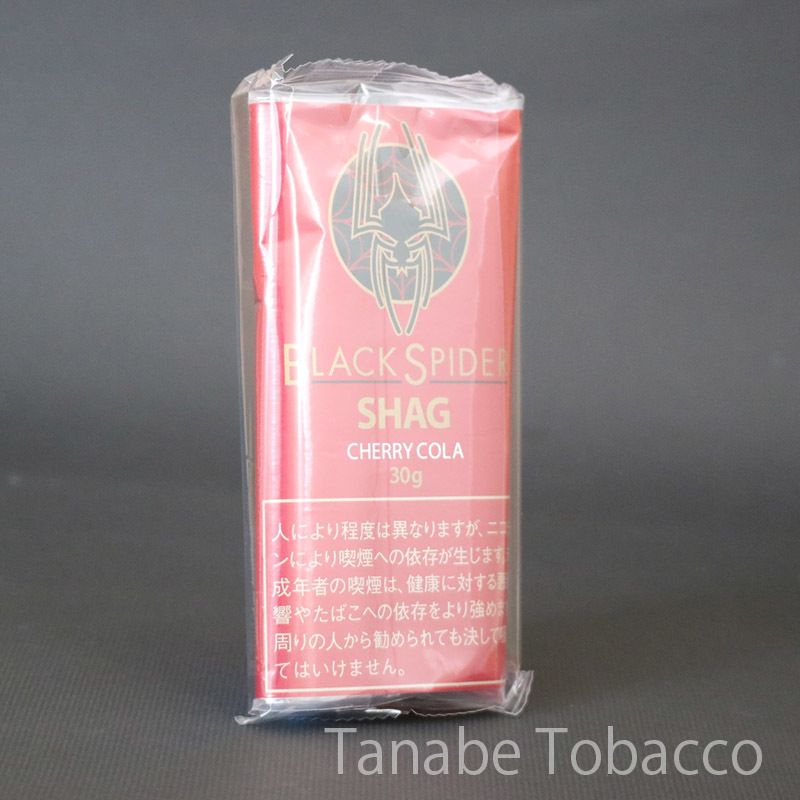 BLACK SPIDER
SHAG
CHERRY COLA
30g
人により程度は異なりますが、ニコ
ンにより喫煙への依存が生じます。
成年者の喫煙は、健康に対する悪
響やたばこへの依存をより強めま
周りの人から勧められても決して喫
てはいけません。
Tanabe Tobacco